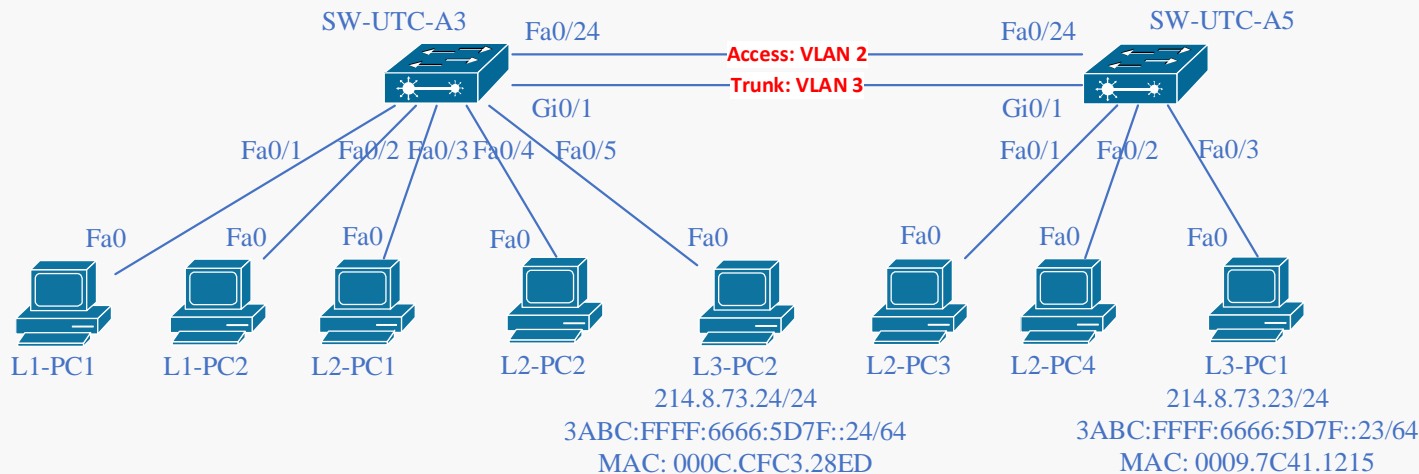 SW-UTC-A3
SW-UTC-A5
Fa0/24
Fa0/24
Access: VLAN 2
Trunk: VLAN 3
Gi0/1
Gi0/1
Fa0/1
Fa0/2
Fa0/3
Fa0/4
Fa0/5
Fa0/1
Fa0/2
Fa0/3
Fa0
Fa0
Fa0
Fa0
Fa0
Fa0
Fa0
Fa0
L1-PC1
L1-PC2
L2-PC1
L2-PC2
L3-PC2
L2-PC3
L2-PC4
L3-PC1
214.8.73.24/24
3ABC:FFFF:6666:5D7F::24/64
MAC: 000C.CFC3.28ED
214.8.73.23/24
3ABC:FFFF:6666:5D7F::23/64
MAC: 0009.7C41.1215